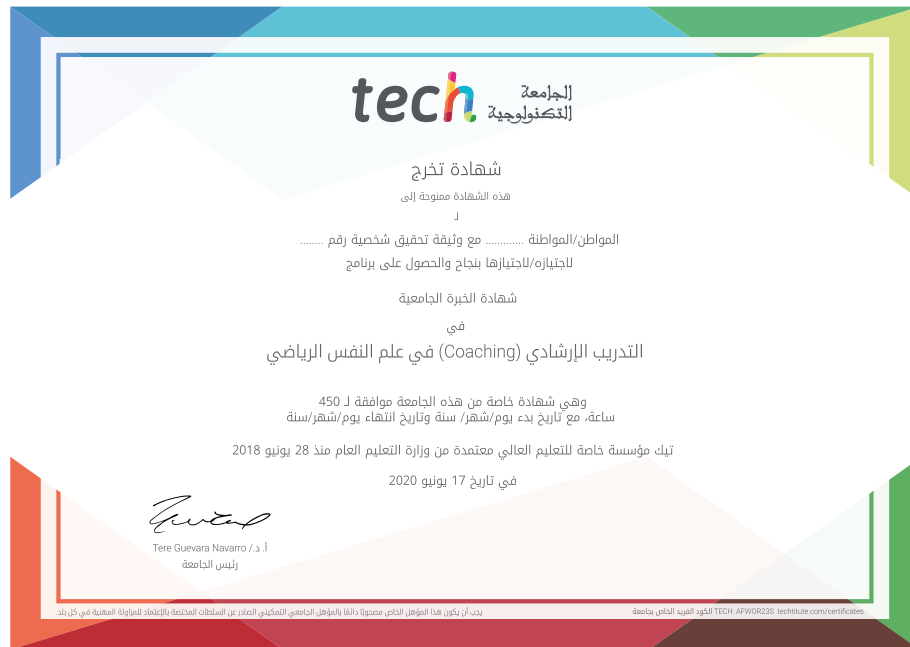 tech
الجامعة
التكنولوجية
شهادة تخرج
هذه الشهادة ممنوحة إلى
لـ
المواطن/المواطنة ............. مع وثيقة تحقيق شخصية رقم ........
لاجتيازه/لاجتيازها بنجاح والحصول على برنامج
شهادة الخبرة الجامعية
في
التدريب الإرشادي (Coaching) في علم النفس الرياضي
وهي شهادة خاصة من هذه الجامعة موافقة لـ 450
ساعة، مع تاريخ بدء يوم/شهر/ سنة وتاريخ انتهاء يوم/شهر/سنة
تيك مؤسسة خاصة للتعليم العالي معتمدة من وزارة التعليم العام منذ 28 يونيو 2018
في تاريخ 17 يونيو 2020
أ. د./ Tere Guevara Navarro
رئيس الجامعة
يجب أن يكون هذا المؤهل الخاص مصحوبًا دائمًا بالمؤهل الجامعي التمكيني الصادر عن السلطات المختصة بالإعتماد للمزاولة المهنية في كل بلد.
الكود الفريد الخاص بجامعة TECH: AFWOR23S techtitute.com/certificates